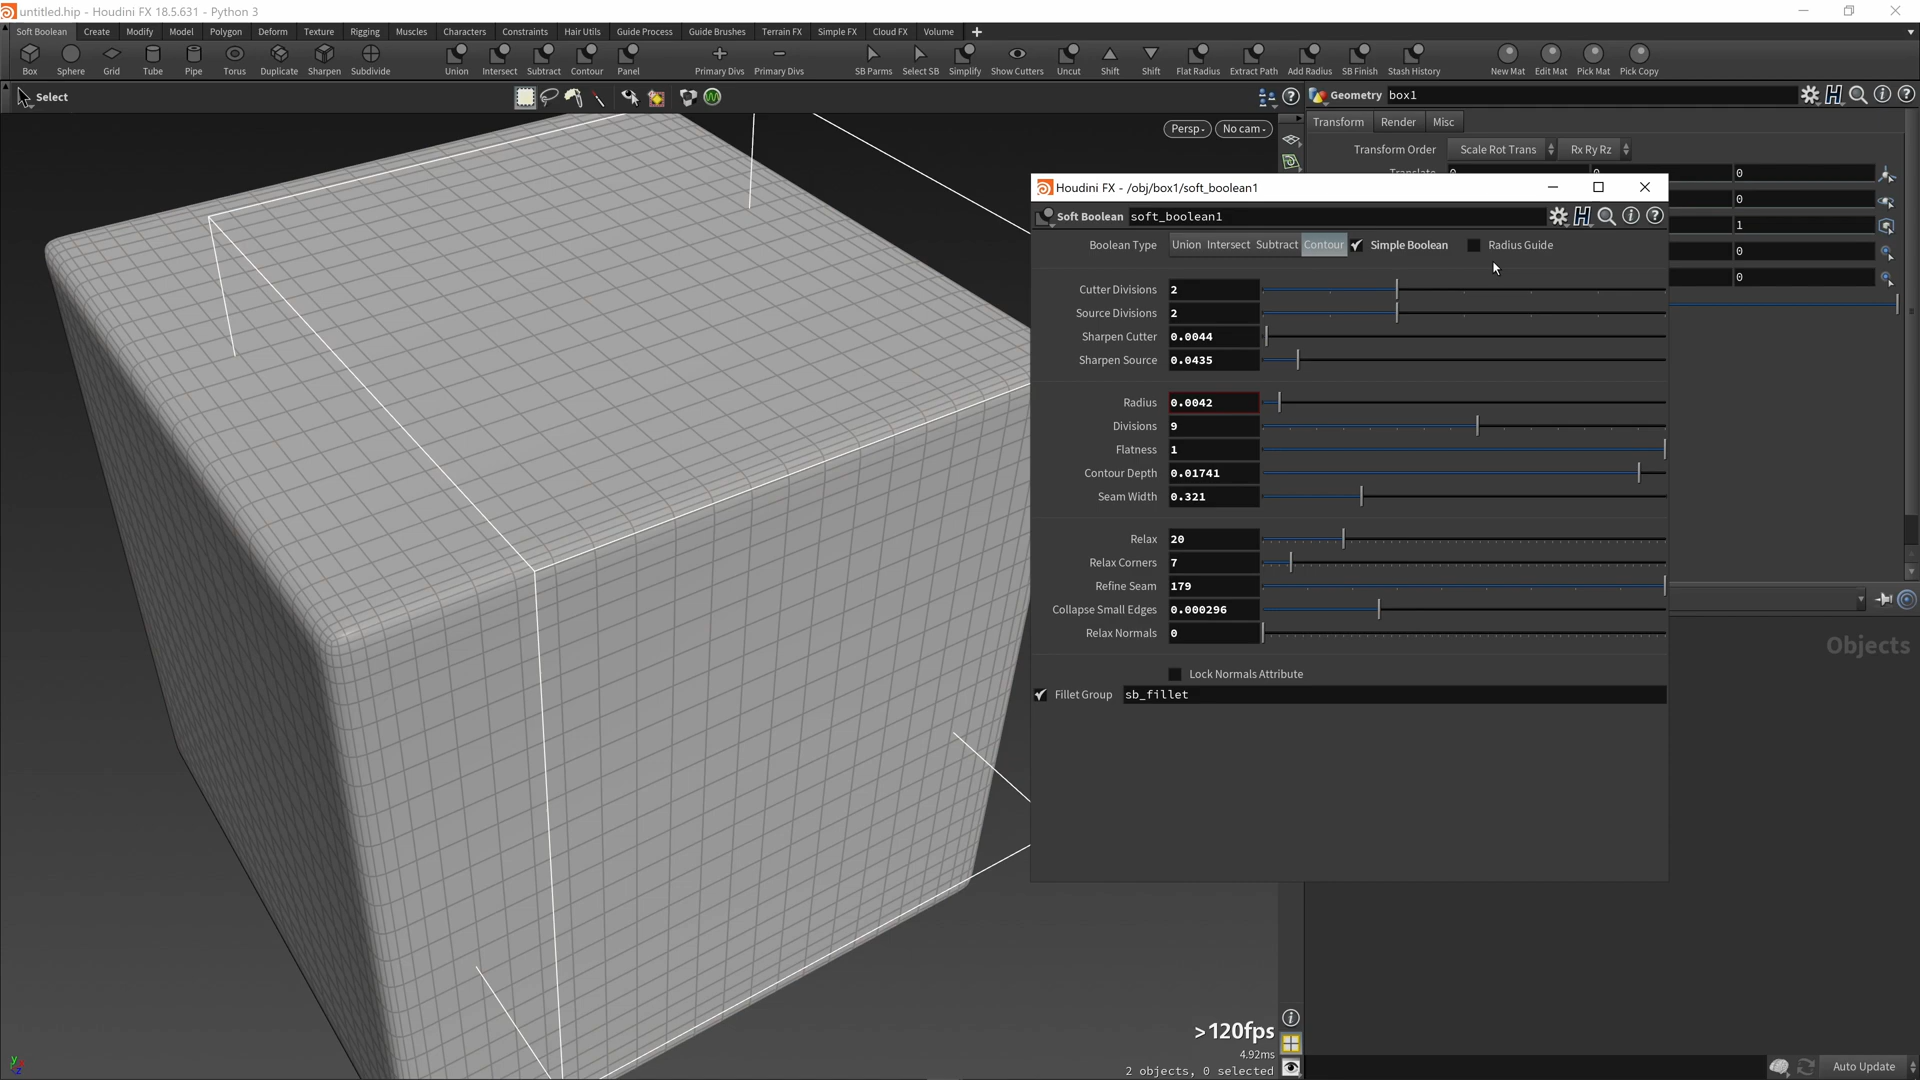 untitled.hip - Houdini FX 18.5.631 - Python 3
Soft Boolean Create Modify Model Polygon Deform Texture Rigging Muscles Characters Constraints Hair Utils Guide Process Guide Brushes Terrain FX Simple FX Cloud FX Volume
Box Sphere Grid Tube Pipe Torus Duplicate Sharpen Subdivide Union Intersect Subtract Contour Panel Primary Divs Primary Divs SB Parms Select SB Simplify Show Cutters Uncut Shift Shift Flat Radius Extract Path Add Radius SB Finish Stash History New Mat Edit Mat Pick Mat Pick Copy
Select
Geometry box1
Persp No cam
Transform Render Misc
Transform Order Scale Rot Trans Rx Ry Rz
Translate 0 0 0
0
1
0
0
Houdini FX - /obj/box1/soft_boolean1
Soft Boolean soft_boolean1
Boolean Type Union Intersect Subtract Contour Simple Boolean Radius Guide
Cutter Divisions 2
Source Divisions 2
Sharpen Cutter 0.0044
Sharpen Source 0.0435
Radius 0.0042
Divisions 9
Flatness 1
Contour Depth 0.01741
Seam Width 0.321
Relax 20
Relax Corners 7
Refine Seam 179
Collapse Small Edges 0.000296
Relax Normals 0
Lock Normals Attribute
Fillet Group sb_fillet
Objects
>120fps
4.92ms
2 objects, 0 selected
Auto Update
y
z